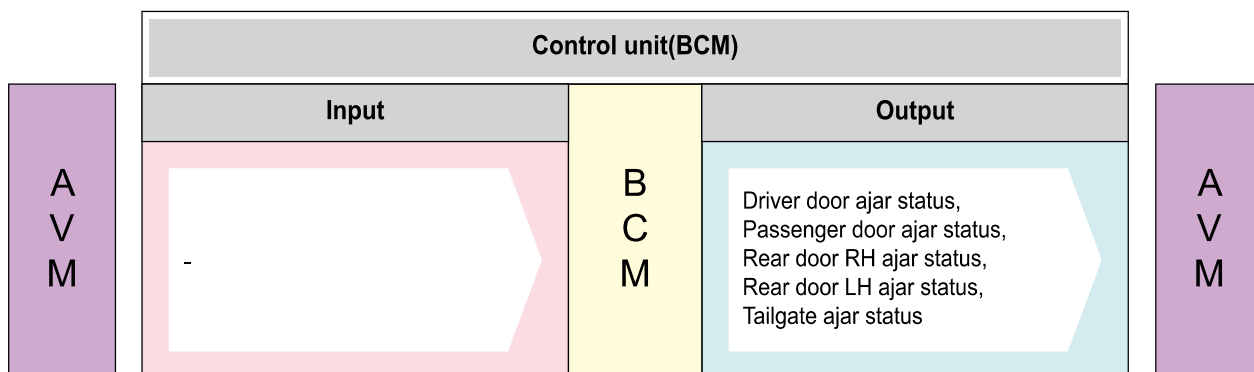 Control unit(BCM)
Input
Output
A
V
M
-
B
C
M
Driver door ajar status,
Passenger door ajar status,
Rear door RH ajar status,
Rear door LH ajar status,
Tailgate ajar status
A
V
M